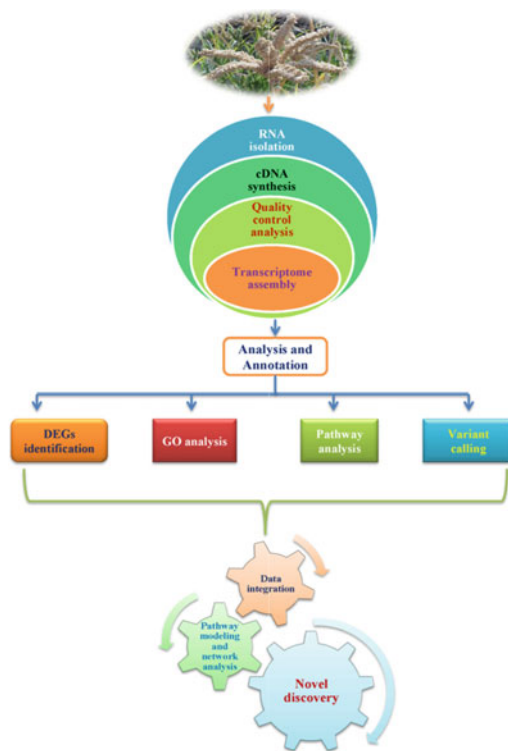 RNA
isolation
cDNA
synthesis
Quality
control
analysis
Transcriptome
assembly
Analysis and
Annotation
DEGs
identification
GO analysis
Pathway
analysis
Variant
calling
Data
integration
Pathway
modeling
and
network
analysis
Novel
discovery